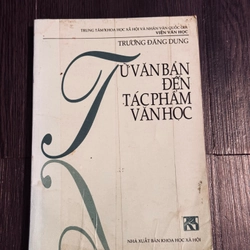 TRUNG TÂM KHOA HỌC XÃ HỘI VÀ NHÂN VĂN QUỐC GIA
VIỆN VĂN HỌC
TRƯƠNG ĐĂNG DUNG
TỪ VĂN BẢN
ĐẾN
TÁC PHẨM
VĂN HỌC
NHÀ XUẤT BẢN KHOA HỌC XÃ HỘI